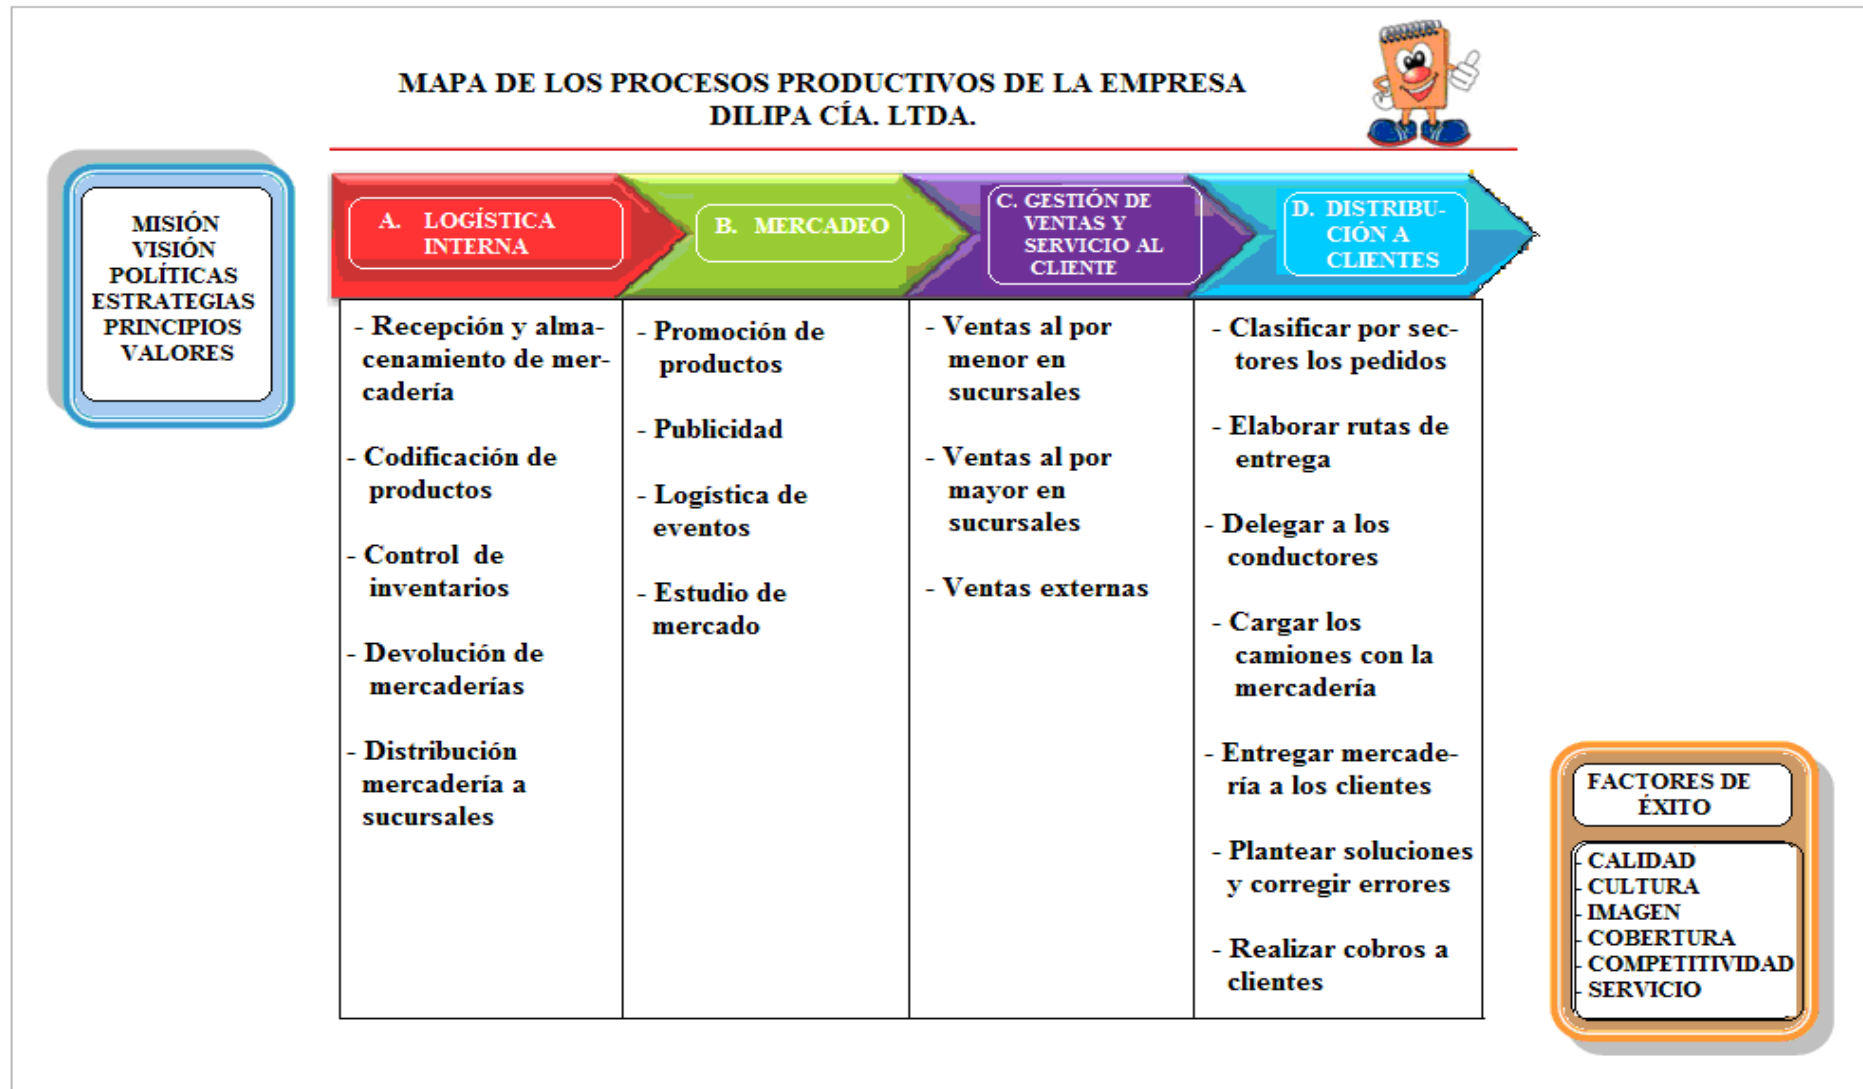 MAPA DE LOS PROCESOS PRODUCTIVOS DE LA EMPRESA
DILIPA CÍA. LTDA.
MISIÓN
VISIÓN
POLÍTICAS
ESTRATEGIAS
PRINCIPIOS
VALORES
A. LOGÍSTICA
INTERNA
- Recepción y alma-
cenamiento de mer-
cadería
- Codificación de
productos
- Control de
inventarios
- Devolución de
mercaderías
- Distribución
mercadería a
sucursales
B. MERCADEO
- Promoción de
productos
- Publicidad
- Logística de
eventos
- Estudio de
mercado
C. GESTIÓN DE
VENTAS Y
SERVICIO AL
CLIENTE
- Ventas al por
menor en
sucursales
- Ventas al por
mayor en
sucursales
- Ventas externas
D. DISTRIBU-
CIÓN A
CLIENTES
- Clasificar por sec-
tores los pedidos
- Elaborar rutas de
entrega
- Delegar a los
conductores
- Cargar los
camiones con la
mercadería
- Entregar mercade-
ría a los clientes
- Plantear soluciones
y corregir errores
- Realizar cobros a
clientes
FACTORES DE
ÉXITO
- CALIDAD
- CULTURA
- IMAGEN
- COBERTURA
- COMPETITIVIDAD
- SERVICIO